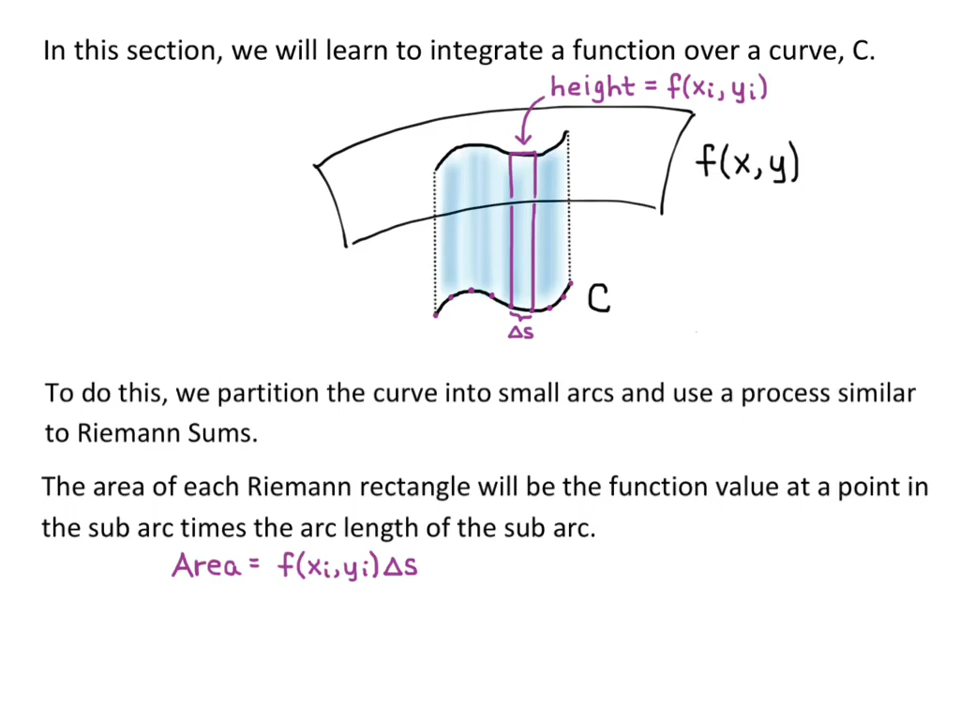 In this section, we will learn to integrate a function over a curve, C.
height = f(xᵢ, yᵢ)
f(x,y)
C
Δs
To do this, we partition the curve into small arcs and use a process similar
to Riemann Sums.
The area of each Riemann rectangle will be the function value at a point in
the sub arc times the arc length of the sub arc.
Area = f(xᵢ,yᵢ)Δs